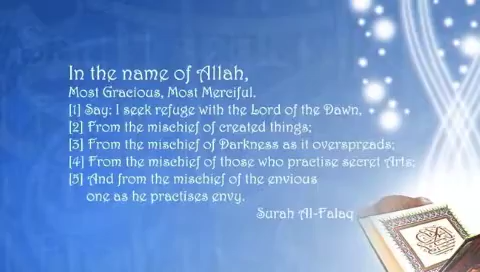 In the name of Allah,
Most Gracious, Most Merciful.
[1] Say: I seek refuge with the Lord of the Dawn,
[2] From the mischief of created things;
[3] From the mischief of Darkness as it overspreads;
[4] From the mischief of those who practise secret Arts;
[5] And from the mischief of the envious
one as he practises envy.
Surah Al-Falaq